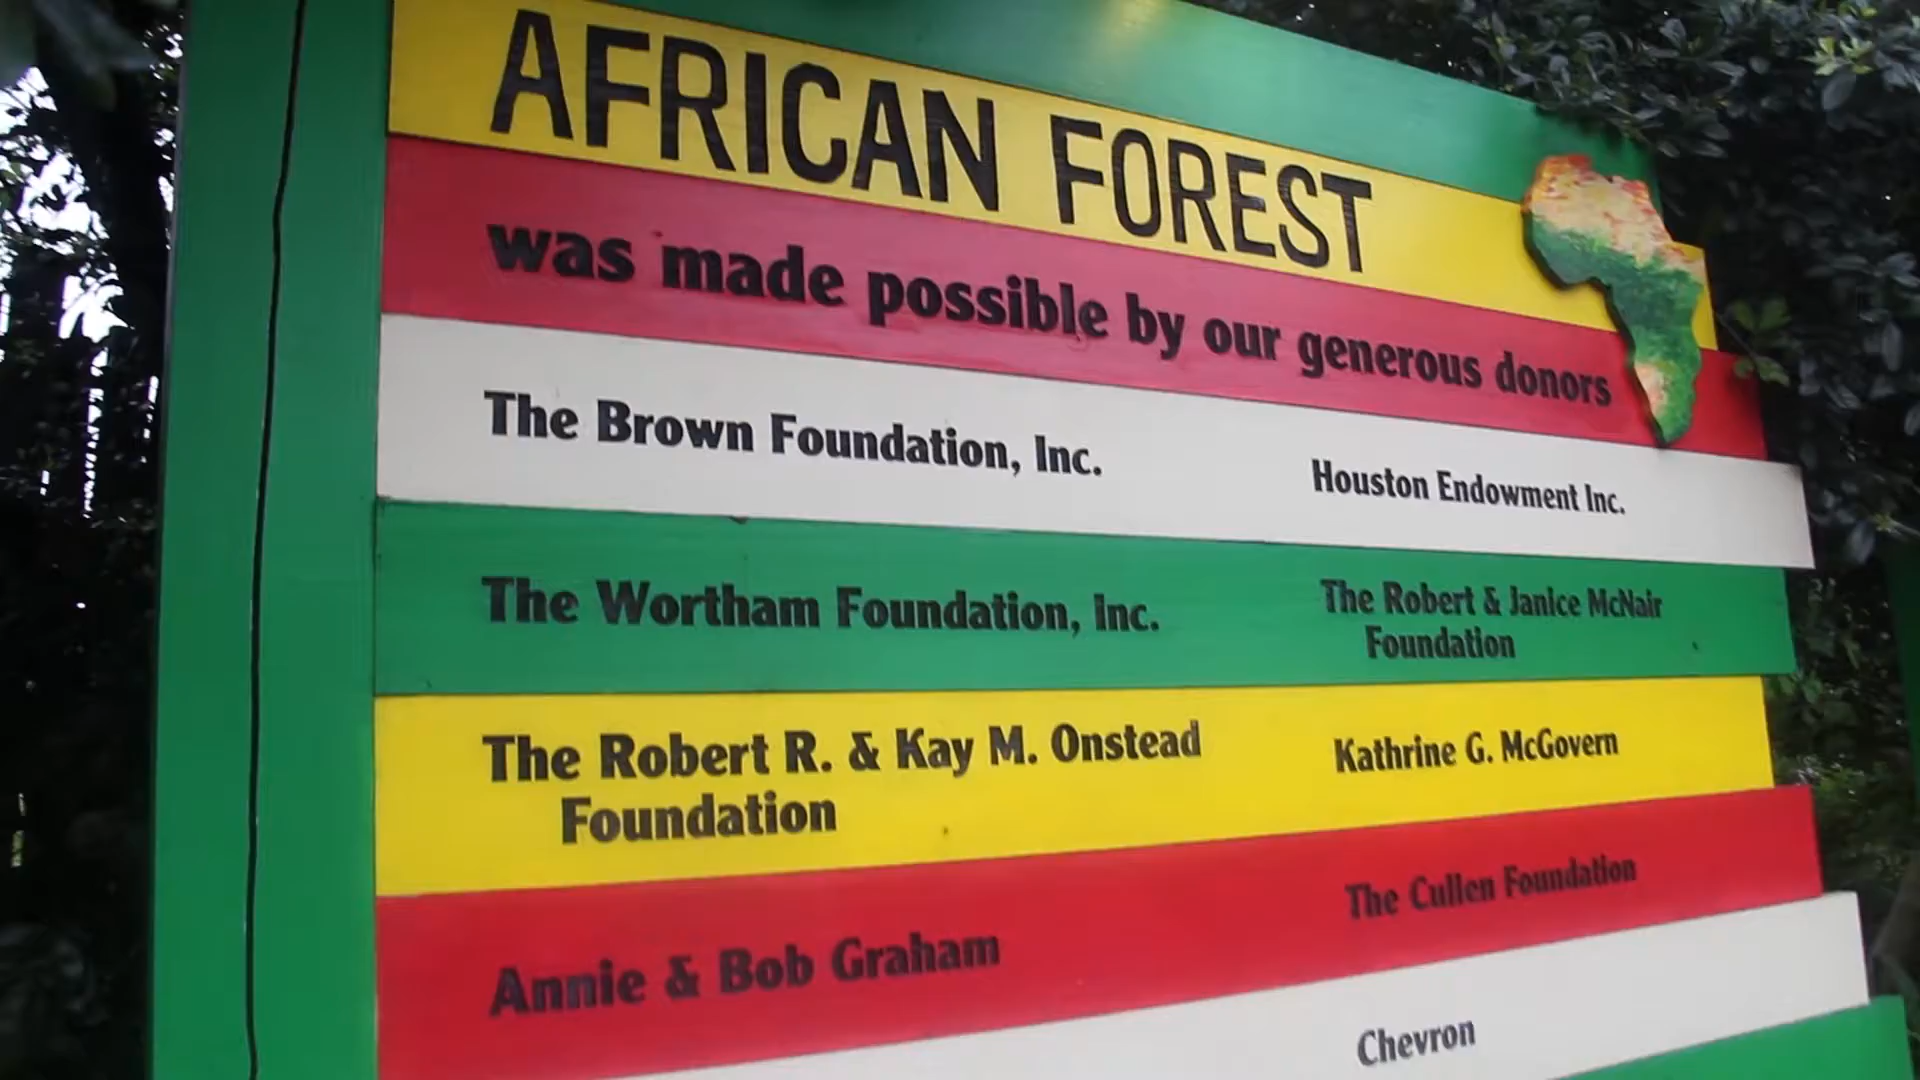 AFRICAN FOREST
was made possible by our generous donors
The Brown Foundation, Inc.
Houston Endowment Inc.
The Wortham Foundation, Inc.
The Robert & Janice McNair
Foundation
The Robert R. & Kay M. Onstead
Foundation
Kathrine G. McGovern
Annie & Bob Graham
The Cullen Foundation
Chevron